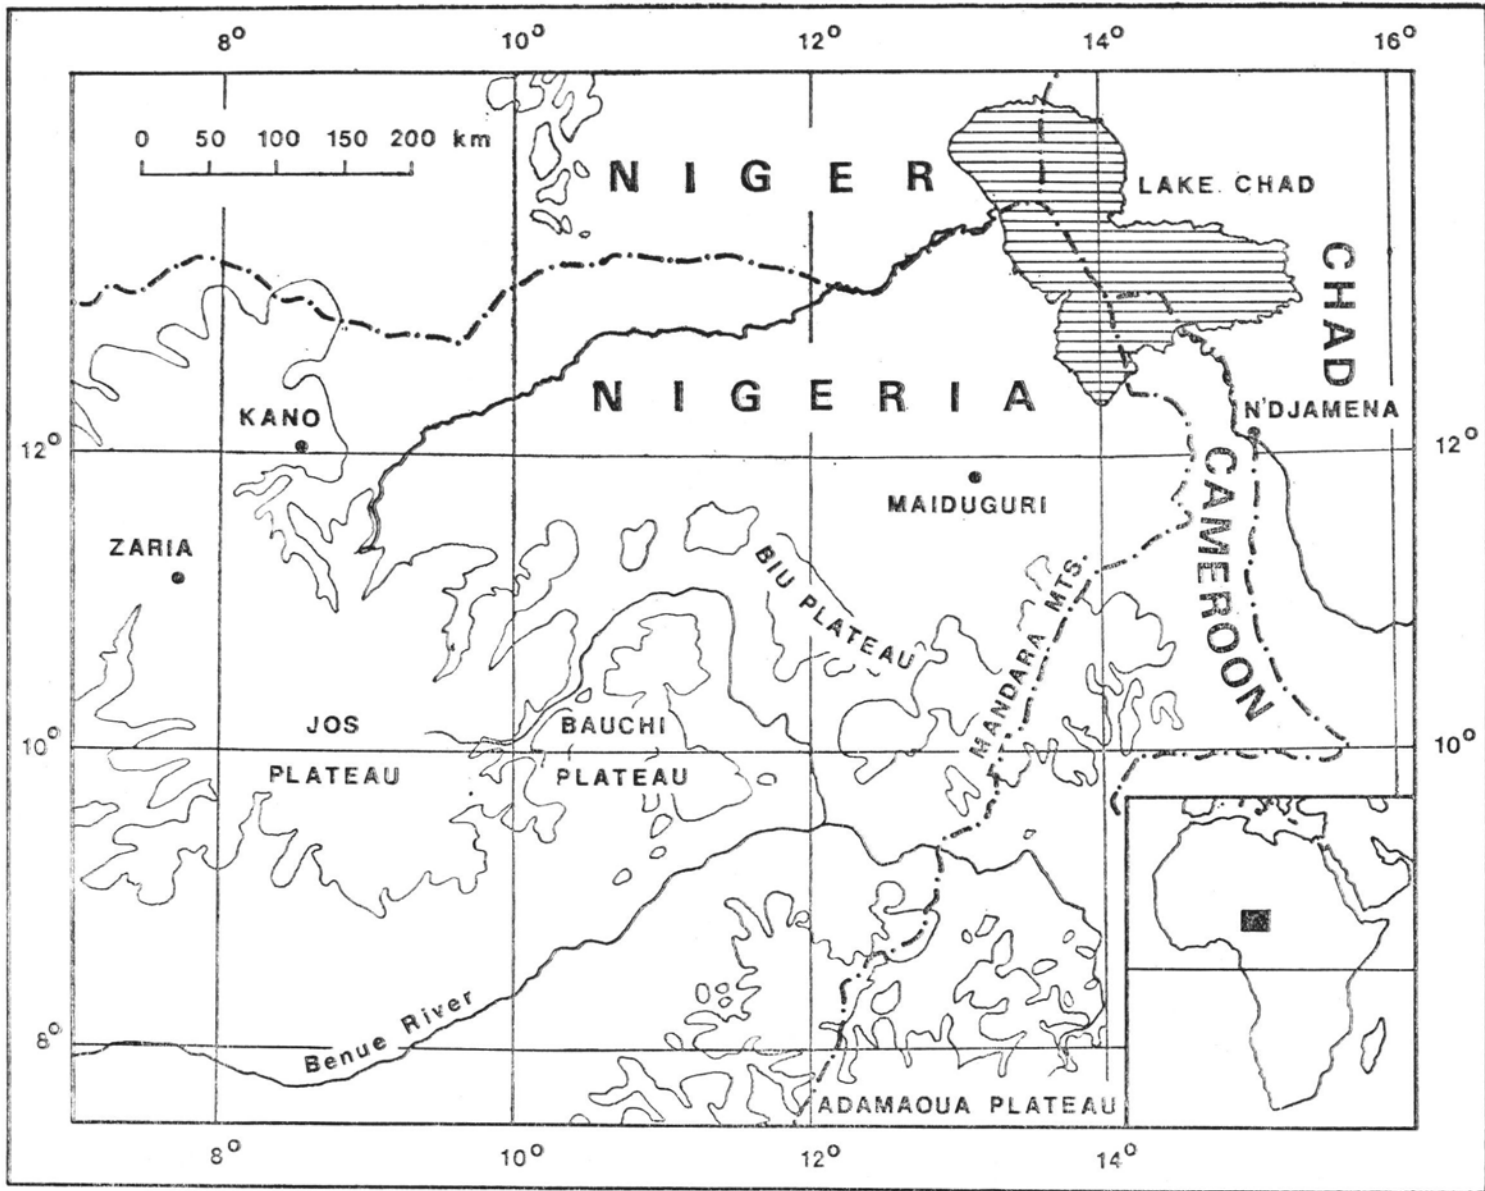 8° 10° 12° 14° 16°
0 50 100 150 200 km
NIGER
LAKE CHAD
CHAD
NIGERIA
KANO
N'DJAMENA
12° 12°
CAMEROON
MAIDUGURI
ZARIA
BIU PLATEAU
MANDARA MTS.
JOS
PLATEAU
BAUCHI
PLATEAU
10° 10°
Benue River
8°
ADAMAOUA PLATEAU
8° 10° 12° 14°